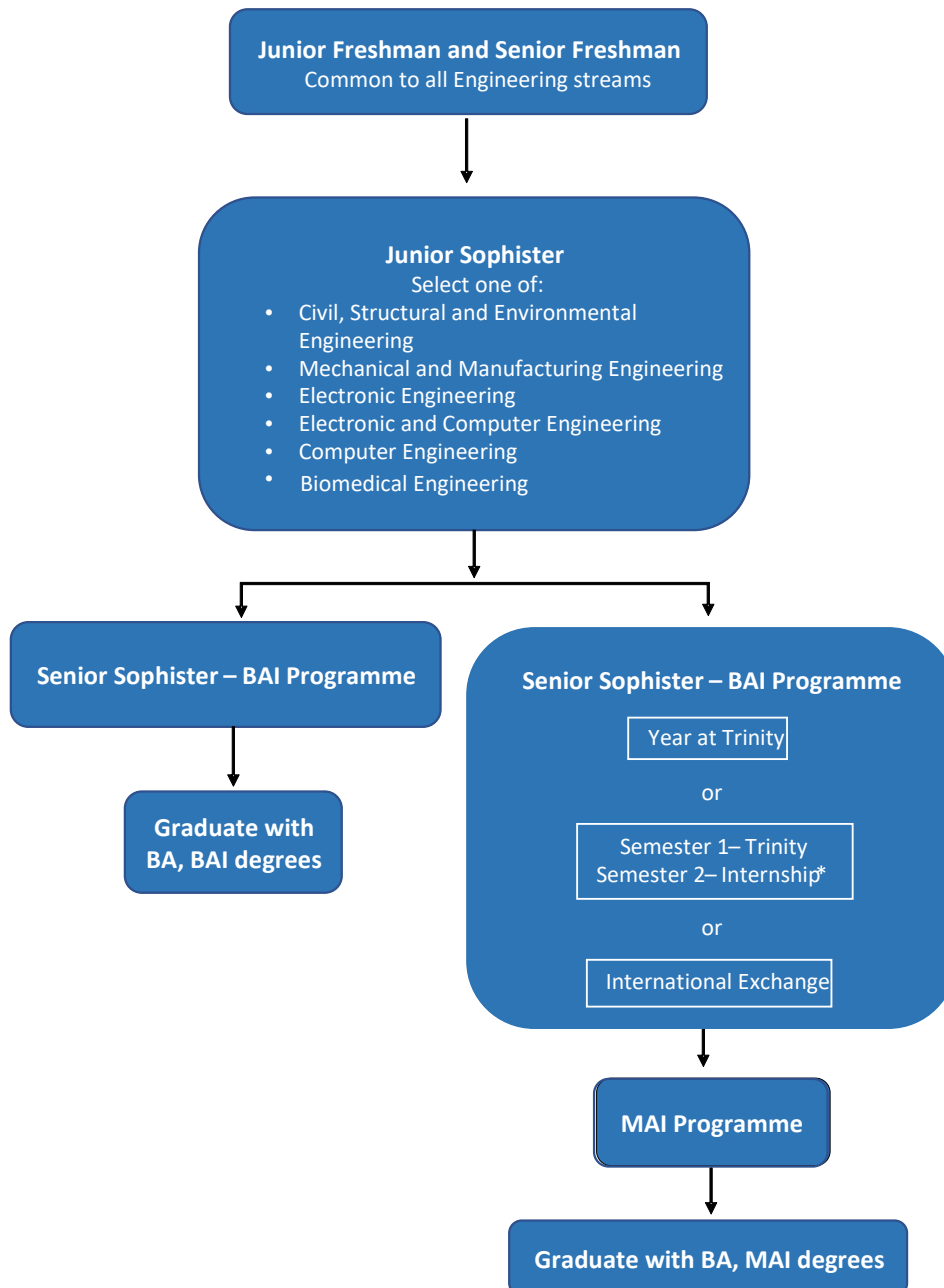 Junior Freshman and Senior Freshman
Common to all Engineering streams
Junior Sophister
Select one of:
• Civil, Structural and Environmental
Engineering
• Mechanical and Manufacturing Engineering
• Electronic Engineering
• Electronic and Computer Engineering
• Computer Engineering
• Biomedical Engineering
Senior Sophister – BAI Programme
Graduate with
BA, BAI degrees
Senior Sophister – BAI Programme
Year at Trinity
or
Semester 1– Trinity
Semester 2– Internship*
or
International Exchange
MAI Programme
Graduate with BA, MAI degrees